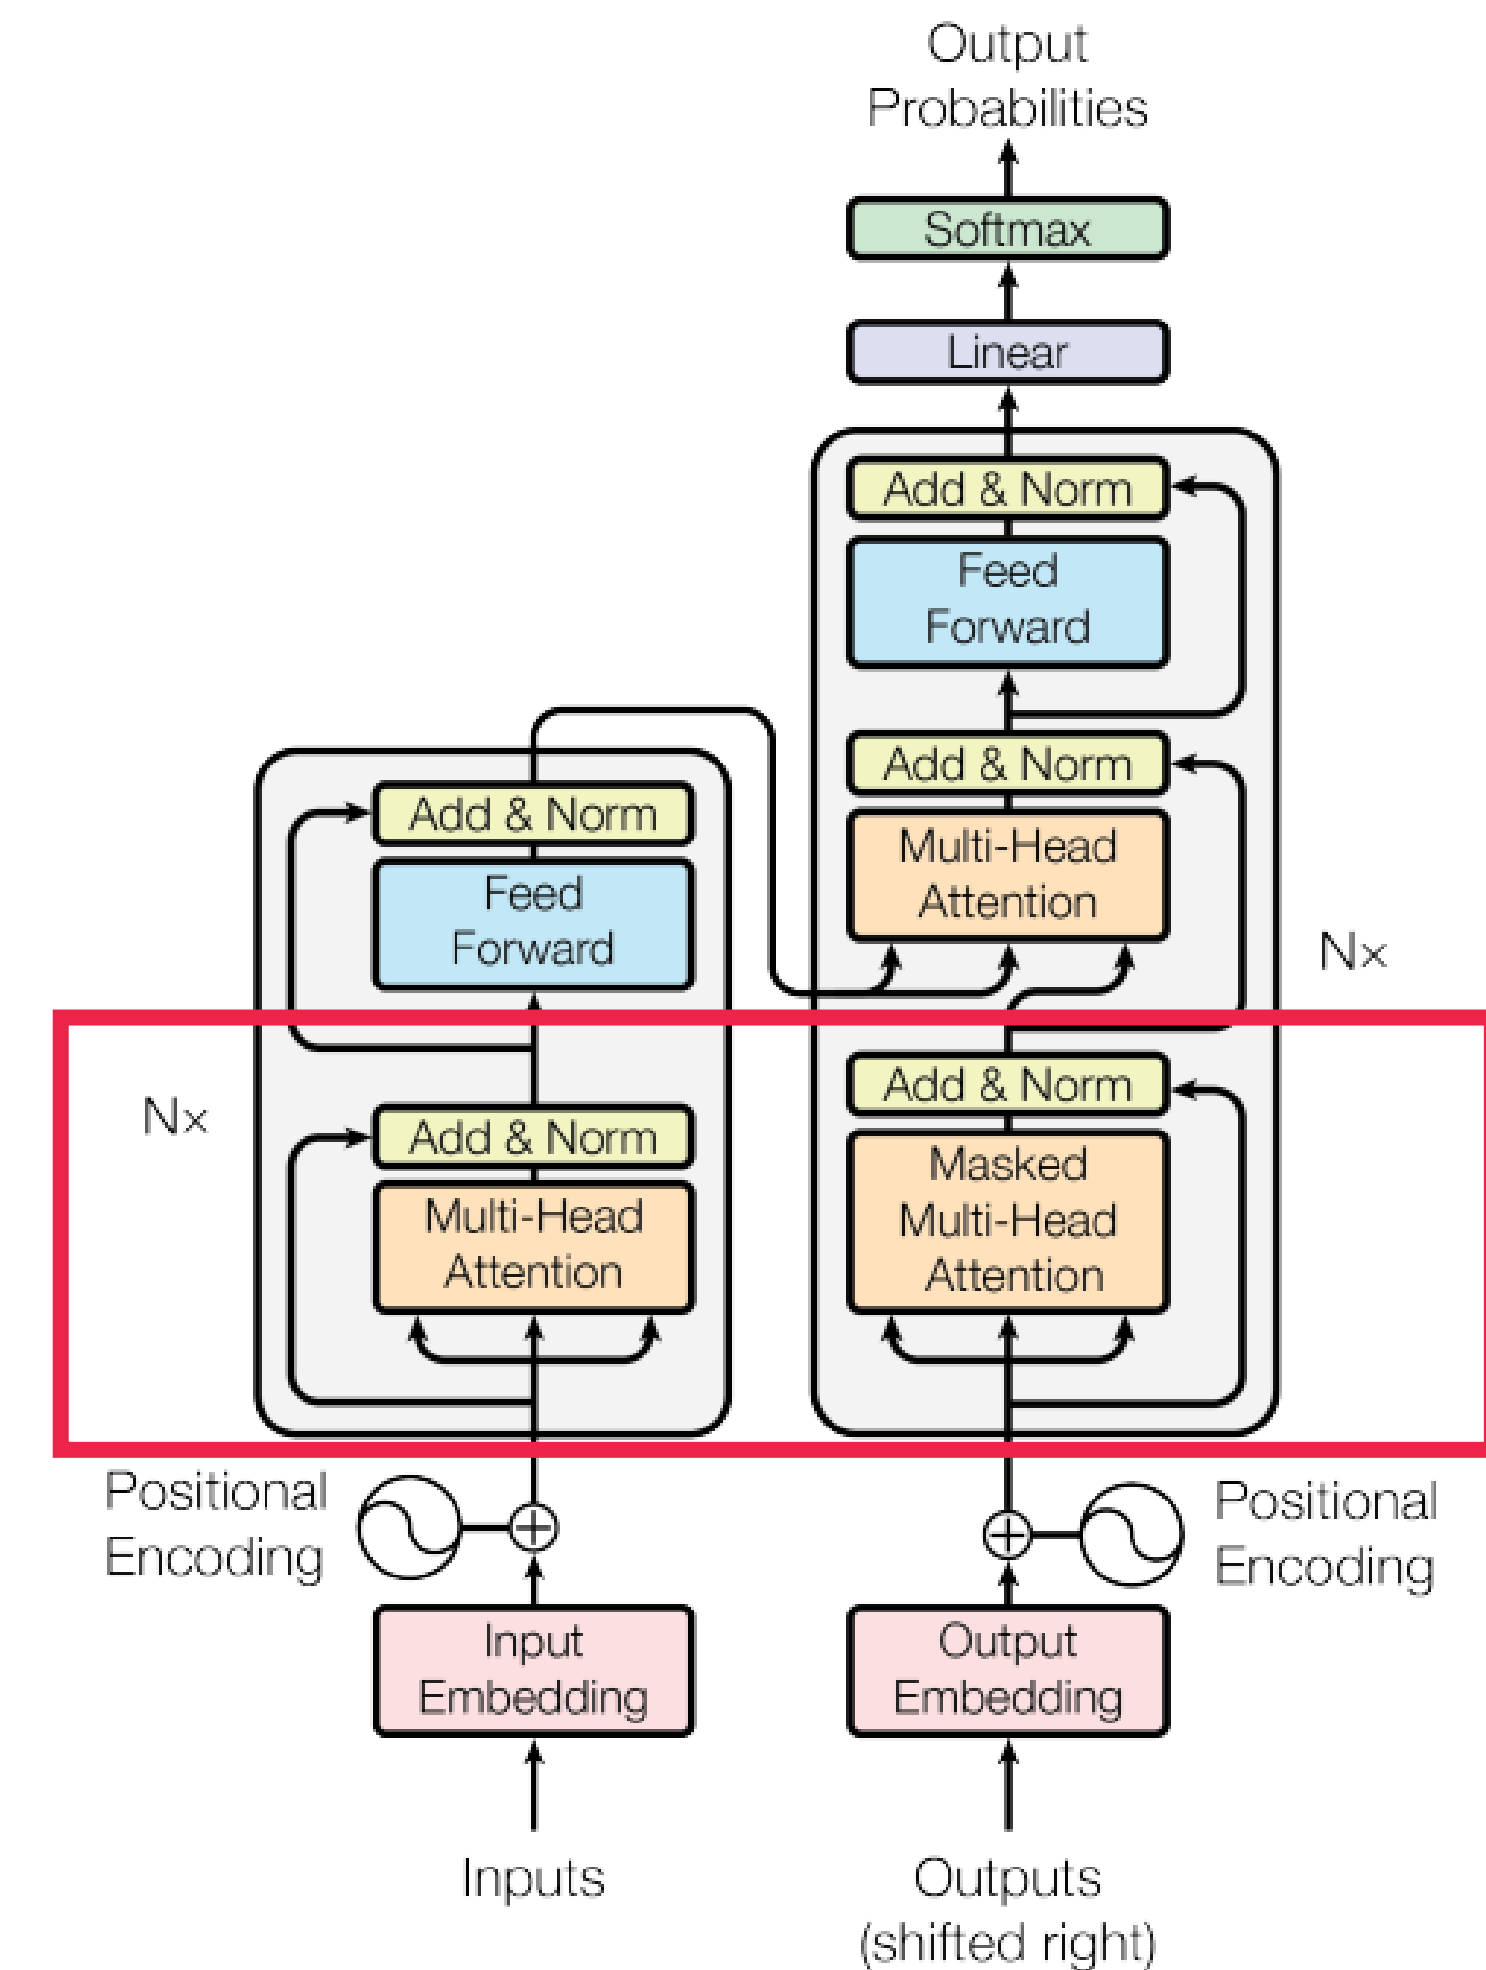 Output
Probabilities
Softmax
Linear
Add & Norm
Feed
Forward
Add & Norm
Multi-Head
Attention
Nx
Add & Norm
Masked
Multi-Head
Attention
Add & Norm
Feed
Forward
Nx
Add & Norm
Multi-Head
Attention
Positional
Encoding
Positional
Encoding
Input
Embedding
Output
Embedding
Inputs
Outputs
(shifted right)